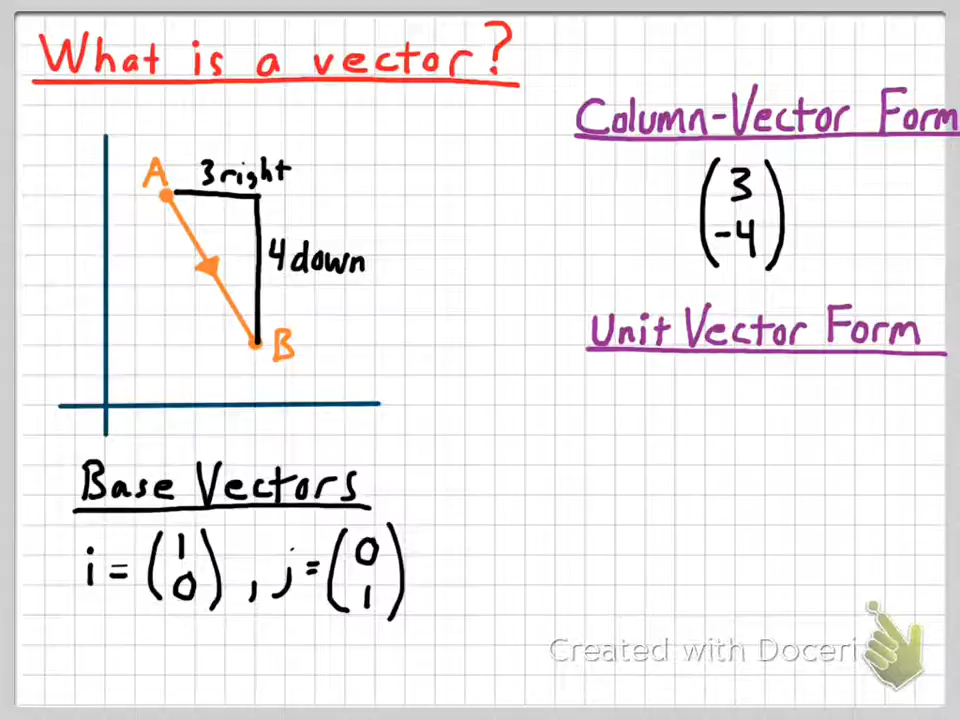 What is a vector?
Column-Vector Form
A
3 right
4 down
B
(3
-4)
Unit Vector Form
Base Vectors
i = (1
0) , j = (0
1)
Created with Doceri